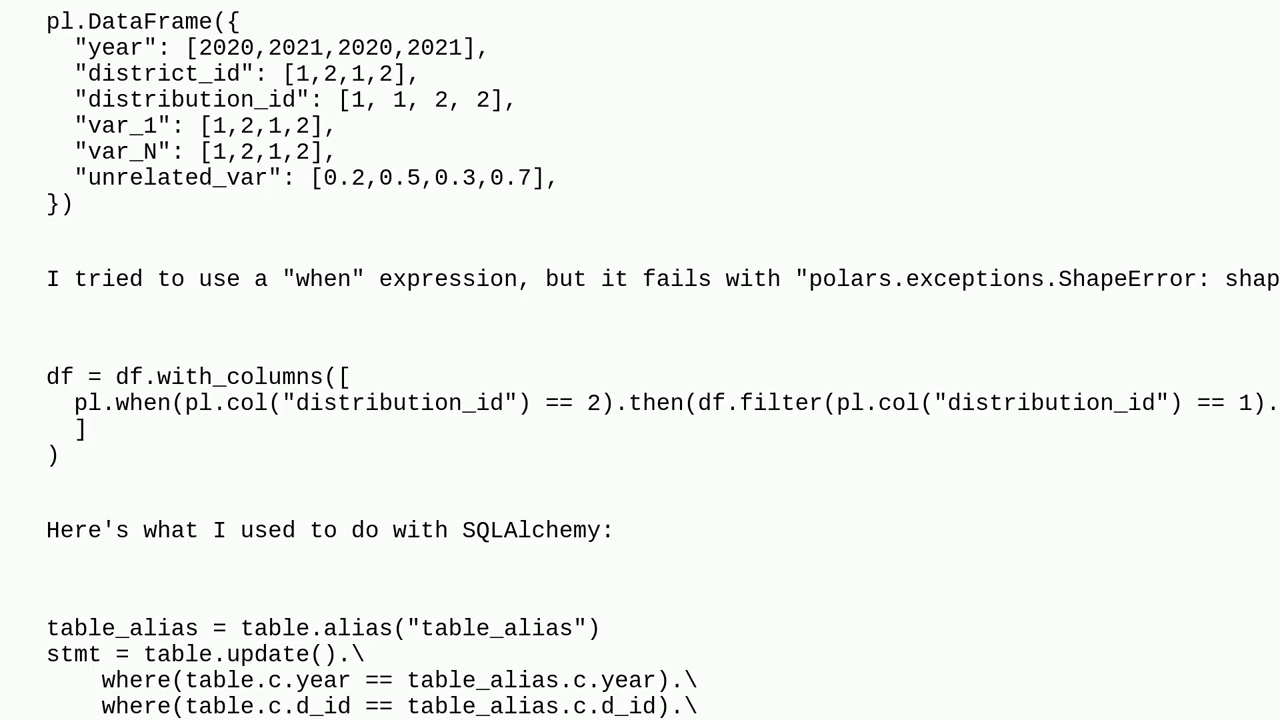 pl.DataFrame({
  "year": [2020,2021,2020,2021],
  "district_id": [1,2,1,2],
  "distribution_id": [1, 1, 2, 2],
  "var_1": [1,2,1,2],
  "var_N": [1,2,1,2],
  "unrelated_var": [0.2,0.5,0.3,0.7],
})
I tried to use a "when" expression, but it fails with "polars.exceptions.ShapeError: shap
df = df.with_columns([
  pl.when(pl.col("distribution_id") == 2).then(df.filter(pl.col("distribution_id") == 1).
  ]
)
Here's what I used to do with SQLAlchemy:
table_alias = table.alias("table_alias")
stmt = table.update().\
    where(table.c.year == table_alias.c.year).\
    where(table.c.d_id == table_alias.c.d_id).\